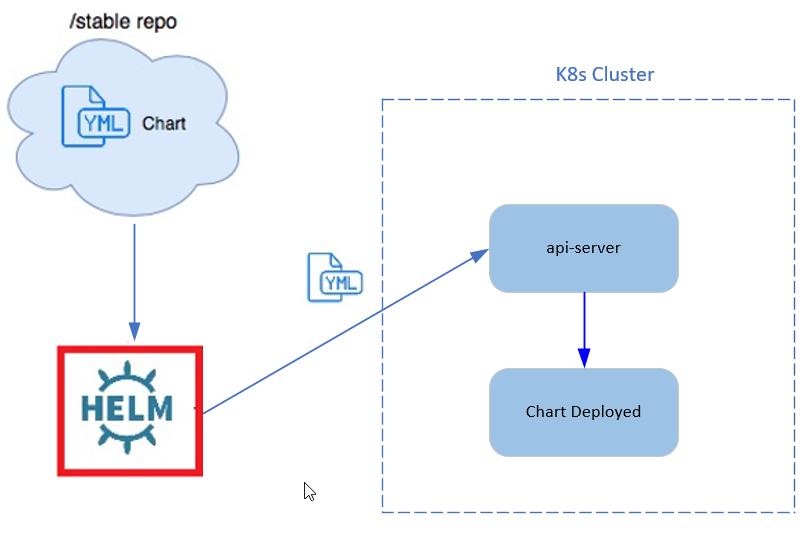 /stable repo
YML
Chart
K8s Cluster
api-server
YML
HELM
Chart Deployed